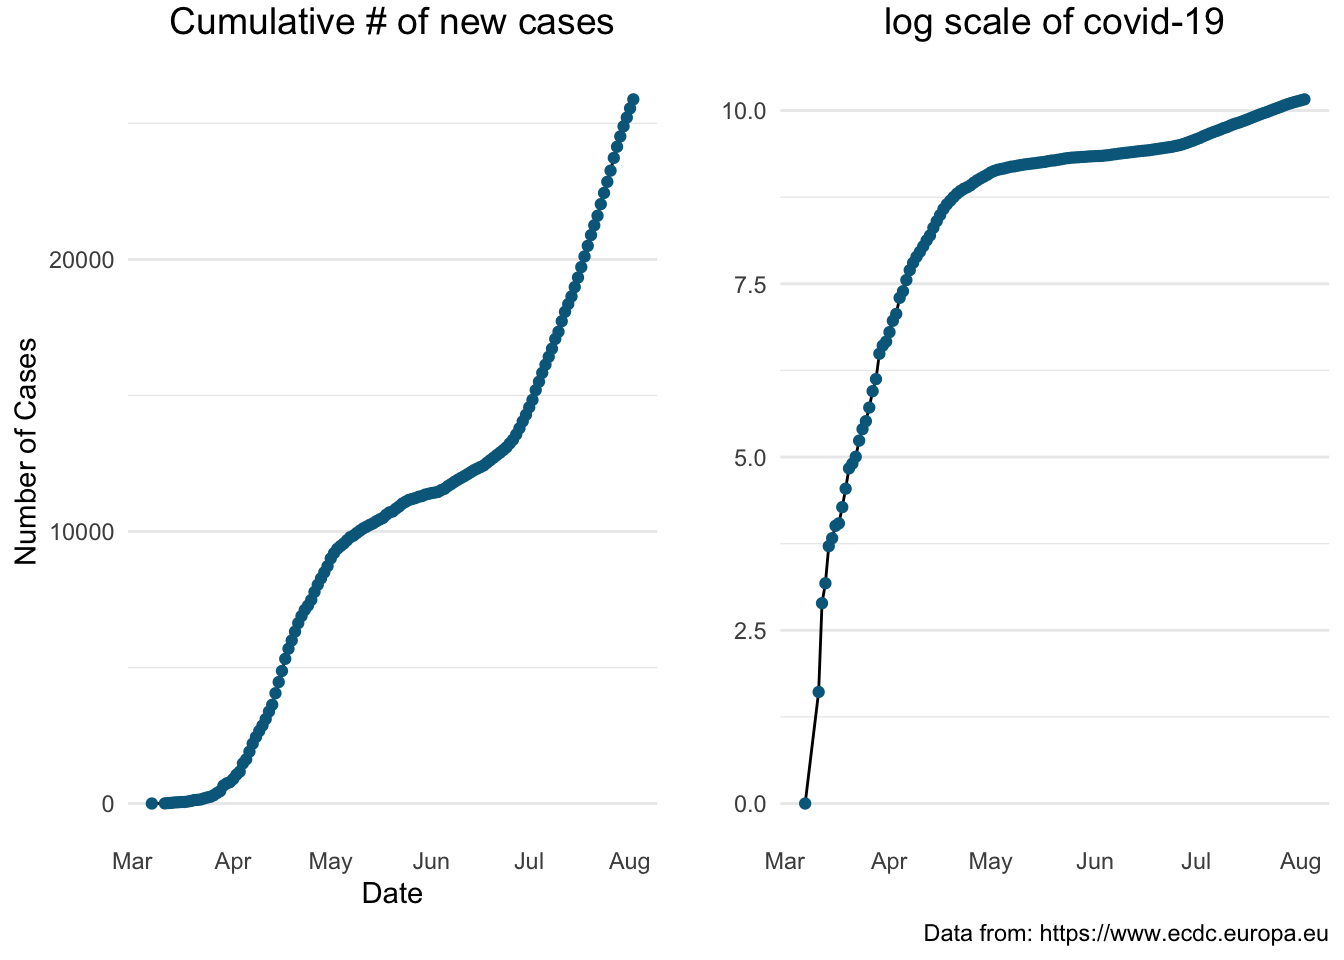 Cumulative # of new cases
log scale of covid-19
Number of Cases
20000
10000
0
Mar Apr May Jun Jul Aug
Date
10.0
7.5
5.0
2.5
0.0
Mar Apr May Jun Jul Aug
Data from: https://www.ecdc.europa.eu